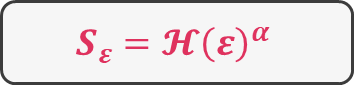 𝑺_𝜺 = 𝓗(𝜺)^𝜶